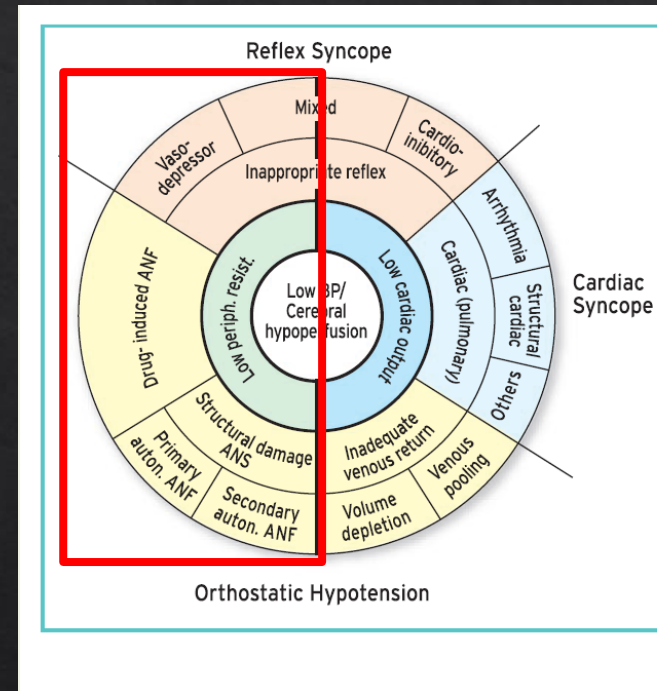 Reflex Syncope
Mixed
Vaso-
depressor
Cardio-
inibitory
Inappropriate reflex
Arrhythmia
Structural
cardiac
Others
Cardiac (pulmonary)
Cardiac
Syncope
Drug- induced ANF
Low periph. resist.
Low BP/
Cerebral
hypoperfusion
Low cardiac output
Structural damage
ANS
Inadequate
venous return
Primary
auton. ANF
Secondary
auton. ANF
Volume
depletion
Venous
pooling
Orthostatic Hypotension